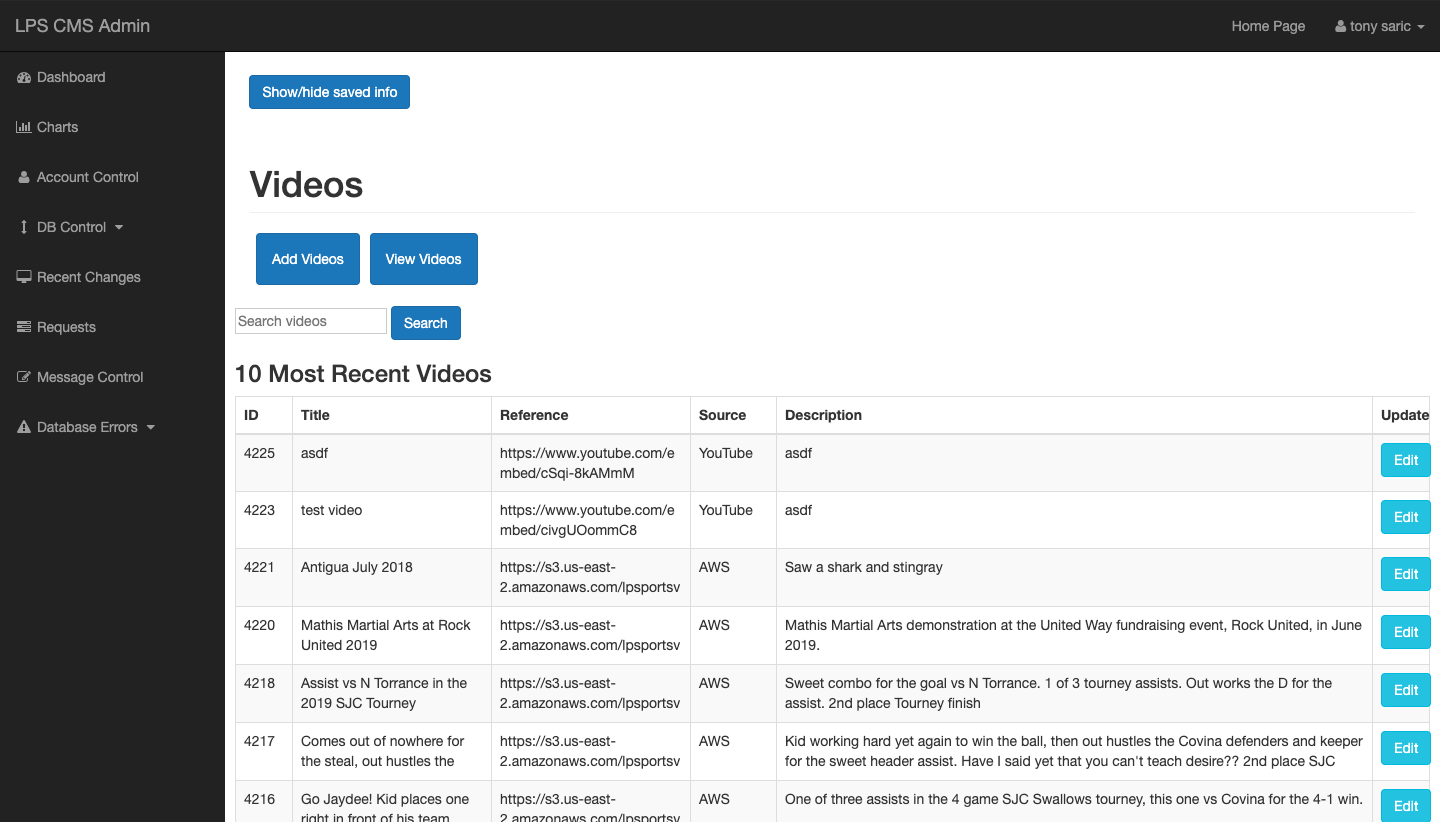 LPS CMS Admin
Home Page
tony saric
Dashboard
Charts
Account Control
DB Control
Recent Changes
Requests
Message Control
Database Errors
Show/hide saved info
Videos
Add Videos View Videos
Search videos Search
10 Most Recent Videos
ID Title Reference Source Description Update
4225 asdf https://www.youtube.com/e YouTube asdf Edit
mbed/cSqi-8kAMmM
4223 test video https://www.youtube.com/e YouTube asdf Edit
mbed/civgUOommC8
4221 Antigua July 2018 https://s3.us-east- AWS Saw a shark and stingray Edit
2.amazonaws.com/lpsportsv
4220 Mathis Martial Arts at Rock https://s3.us-east- AWS Mathis Martial Arts demonstration at the United Way fundraising event, Rock United, in June Edit
United 2019 2.amazonaws.com/lpsportsv 2019.
4218 Assist vs N Torrance in the https://s3.us-east- AWS Sweet combo for the goal vs N Torrance. 1 of 3 tourney assists. Out works the D for the Edit
2019 SJC Tourney 2.amazonaws.com/lpsportsv assist. 2nd place Tourney finish
4217 Comes out of nowhere for https://s3.us-east- AWS Kid working hard yet again to win the ball, then out hustles the Covina defenders and keeper Edit
the steal, out hustles the 2.amazonaws.com/lpsportsv for the sweet header assist. Have I said yet that you can't teach desire?? 2nd place SJC
4216 Go Jaydee! Kid places one https://s3.us-east- AWS One of three assists in the 4 game SJC Swallows tourney, this one vs Covina for the 4-1 win. Edit
right in front of his team 2.amazonaws.com/lpsportsv